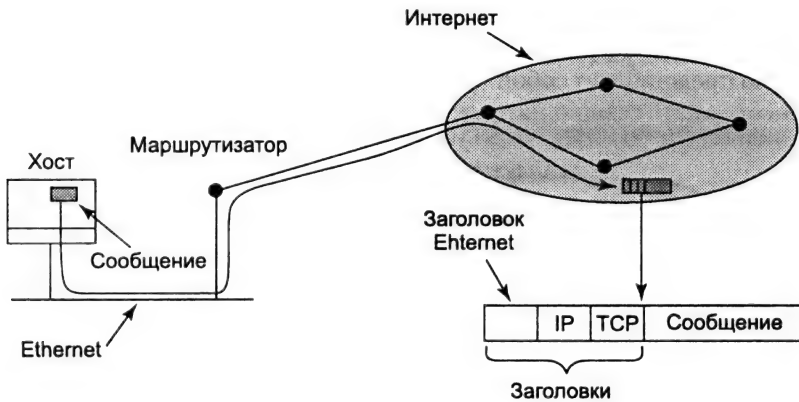 Интернет
Маршрутизатор
Хост
Сообщение
Ethernet
Заголовок
Ehternet
IP
TCP
Сообщение
Заголовки